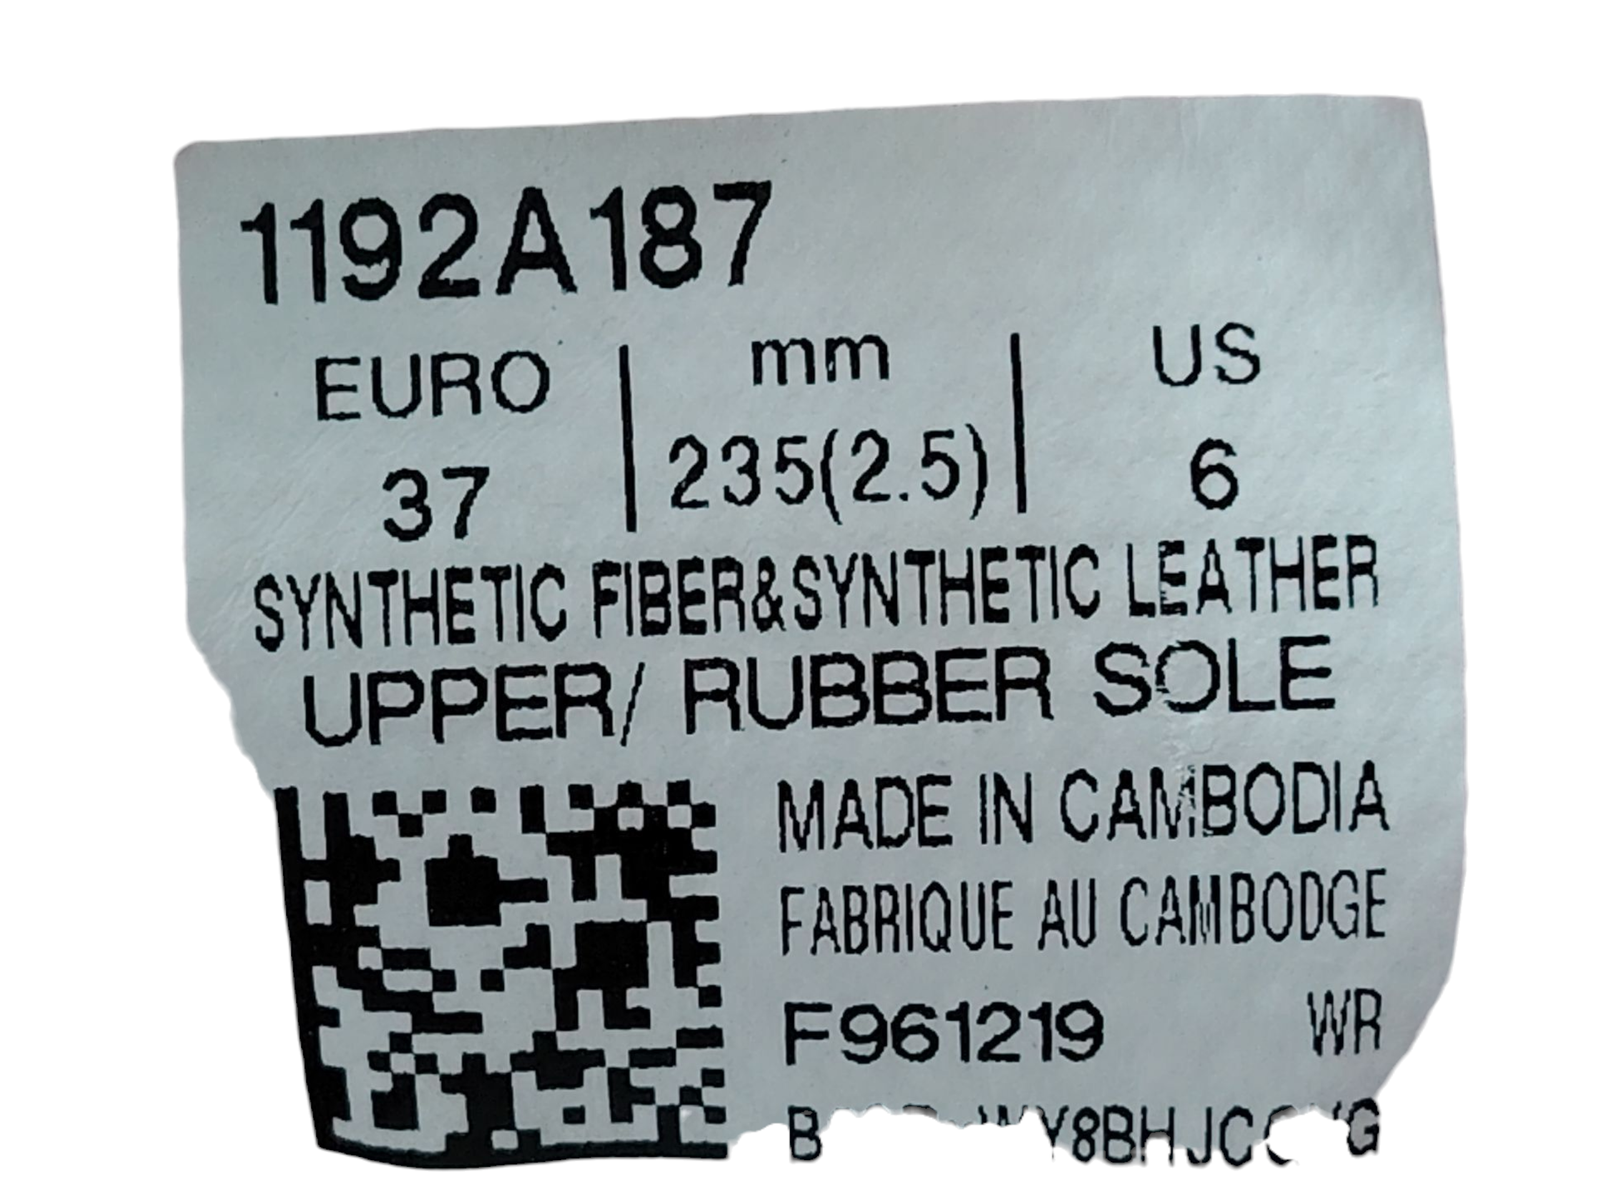 1192A187
EURO | mm | US
37 | 235(2.5) | 6
SYNTHETIC FIBER&SYNTHETIC LEATHER
UPPER/ RUBBER SOLE
MADE IN CAMBODIA
FABRIQUE AU CAMBODGE
F961219 WR